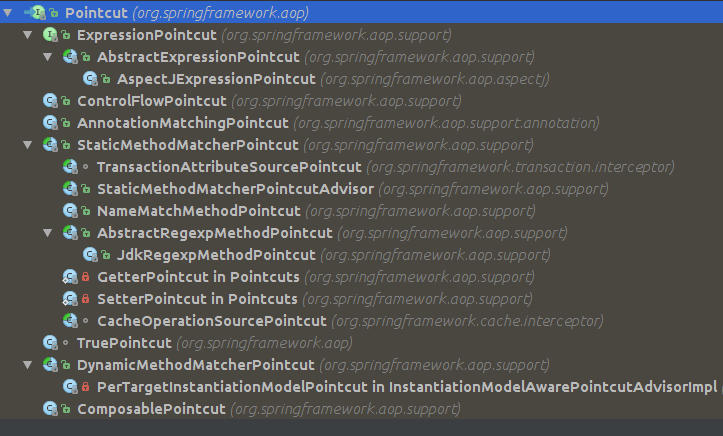 Pointcut (org.springframework.aop)
ExpressionPointcut (org.springframework.aop.support)
AbstractExpressionPointcut (org.springframework.aop.support)
AspectJExpressionPointcut (org.springframework.aop.aspectj)
ControlFlowPointcut (org.springframework.aop.support)
AnnotationMatchingPointcut (org.springframework.aop.support.annotation)
StaticMethodMatcherPointcut (org.springframework.aop.support)
TransactionAttributeSourcePointcut (org.springframework.transaction.interceptor)
StaticMethodMatcherPointcutAdvisor (org.springframework.aop.support)
NameMatchMethodPointcut (org.springframework.aop.support)
AbstractRegexpMethodPointcut (org.springframework.aop.support)
JdkRegexpMethodPointcut (org.springframework.aop.support)
GetterPointcut in Pointcuts (org.springframework.aop.support)
SetterPointcut in Pointcuts (org.springframework.aop.support)
CacheOperationSourcePointcut (org.springframework.cache.interceptor)
TruePointcut (org.springframework.aop)
DynamicMethodMatcherPointcut (org.springframework.aop.support)
PerTargetInstantiationModelPointcut in InstantiationModelAwarePointcutAdvisorImpl
ComposablePointcut (org.springframework.aop.support)